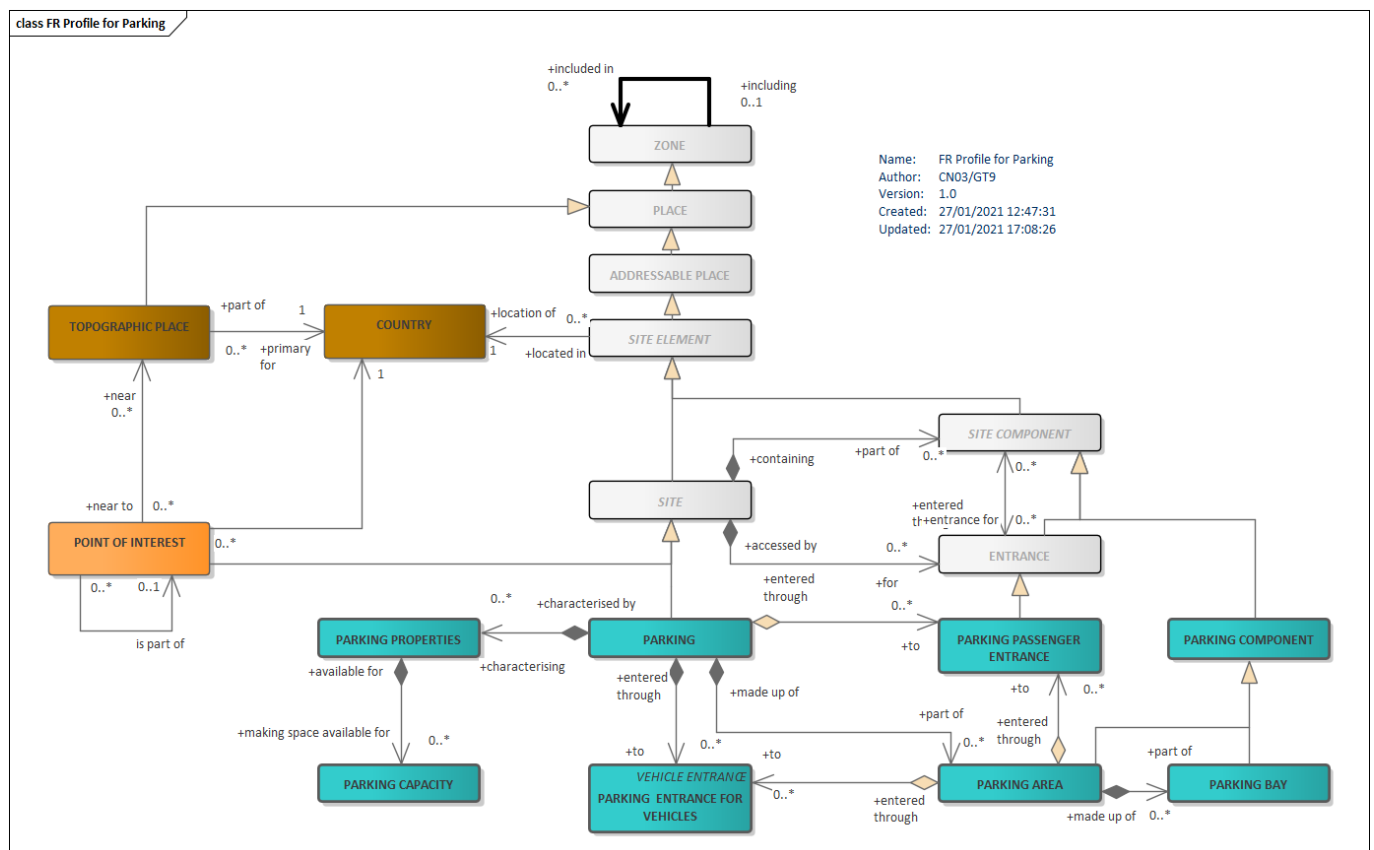 class FR Profile for Parking
+included in
0..*
+including
0..1
ZONE
Name: FR Profile for Parking
Author: CN03/GT9
Version: 1.0
Created: 27/01/2021 12:47:31
Updated: 27/01/2021 17:08:26
PLACE
ADDRESSABLE PLACE
TOPOGRAPHIC PLACE
+part of
1
0..*
+primary
for
COUNTRY
+location of
0..*
1
+located in
SITE ELEMENT
1
+near
0..*
SITE COMPONENT
+containing
+part of
0..*
0..*
SITE
+near to
0..*
+entered
th
+entrance for
0..*
POINT OF INTEREST
0..*
+accessed by
0..*
ENTRANCE
0..*
0..1
is part of
+entered
through
+for
0..*
0..*
+characterised by
PARKING PROPERTIES
PARKING
+to
PARKING PASSENGER
ENTRANCE
PARKING COMPONENT
+available for
+characterising
+entered
through
+made up of
+to
0..*
+part of
+entered
through
+making space available for
0..*
+to
0..*
+to
0..*
+part of
PARKING CAPACITY
VEHICLE ENTRANCE
PARKING ENTRANCE FOR
VEHICLES
0..*
+entered
through
PARKING AREA
+made up of
0..*
PARKING BAY